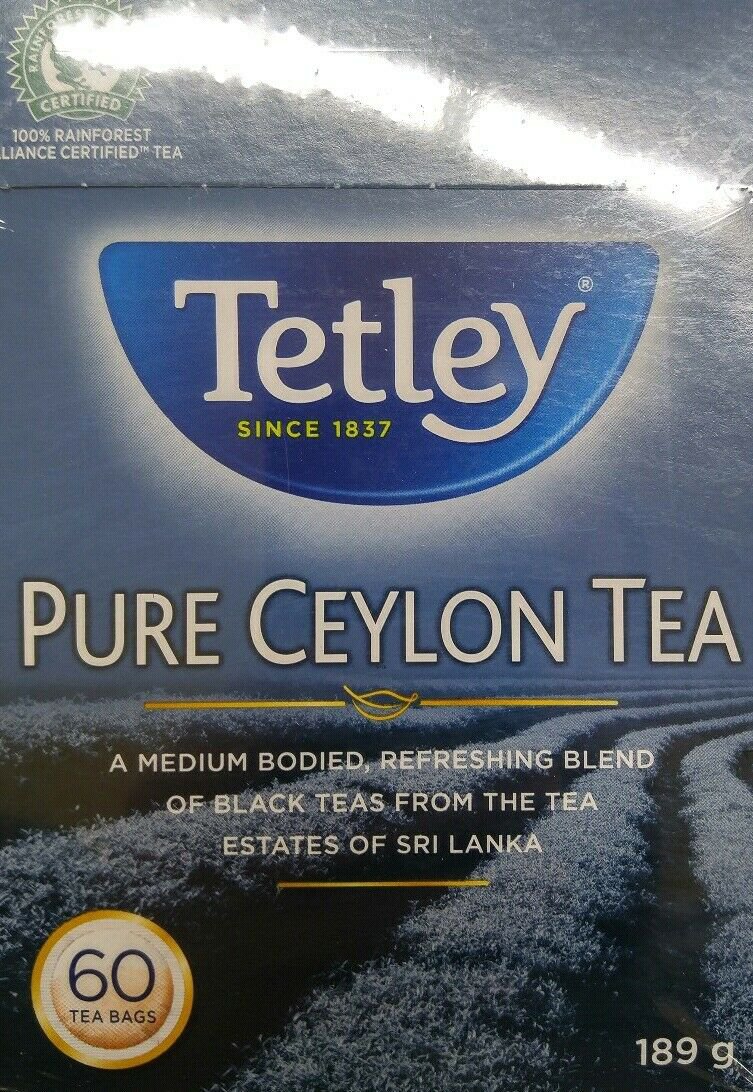 CERTIFIED
100% RAINFOREST
LIANCE CERTIFIED™ TEA
Tetley®
SINCE 1837
PURE CEYLON TEA
A MEDIUM BODIED, REFRESHING BLEND
OF BLACK TEAS FROM THE TEA
ESTATES OF SRI LANKA
60
TEA BAGS
189 g